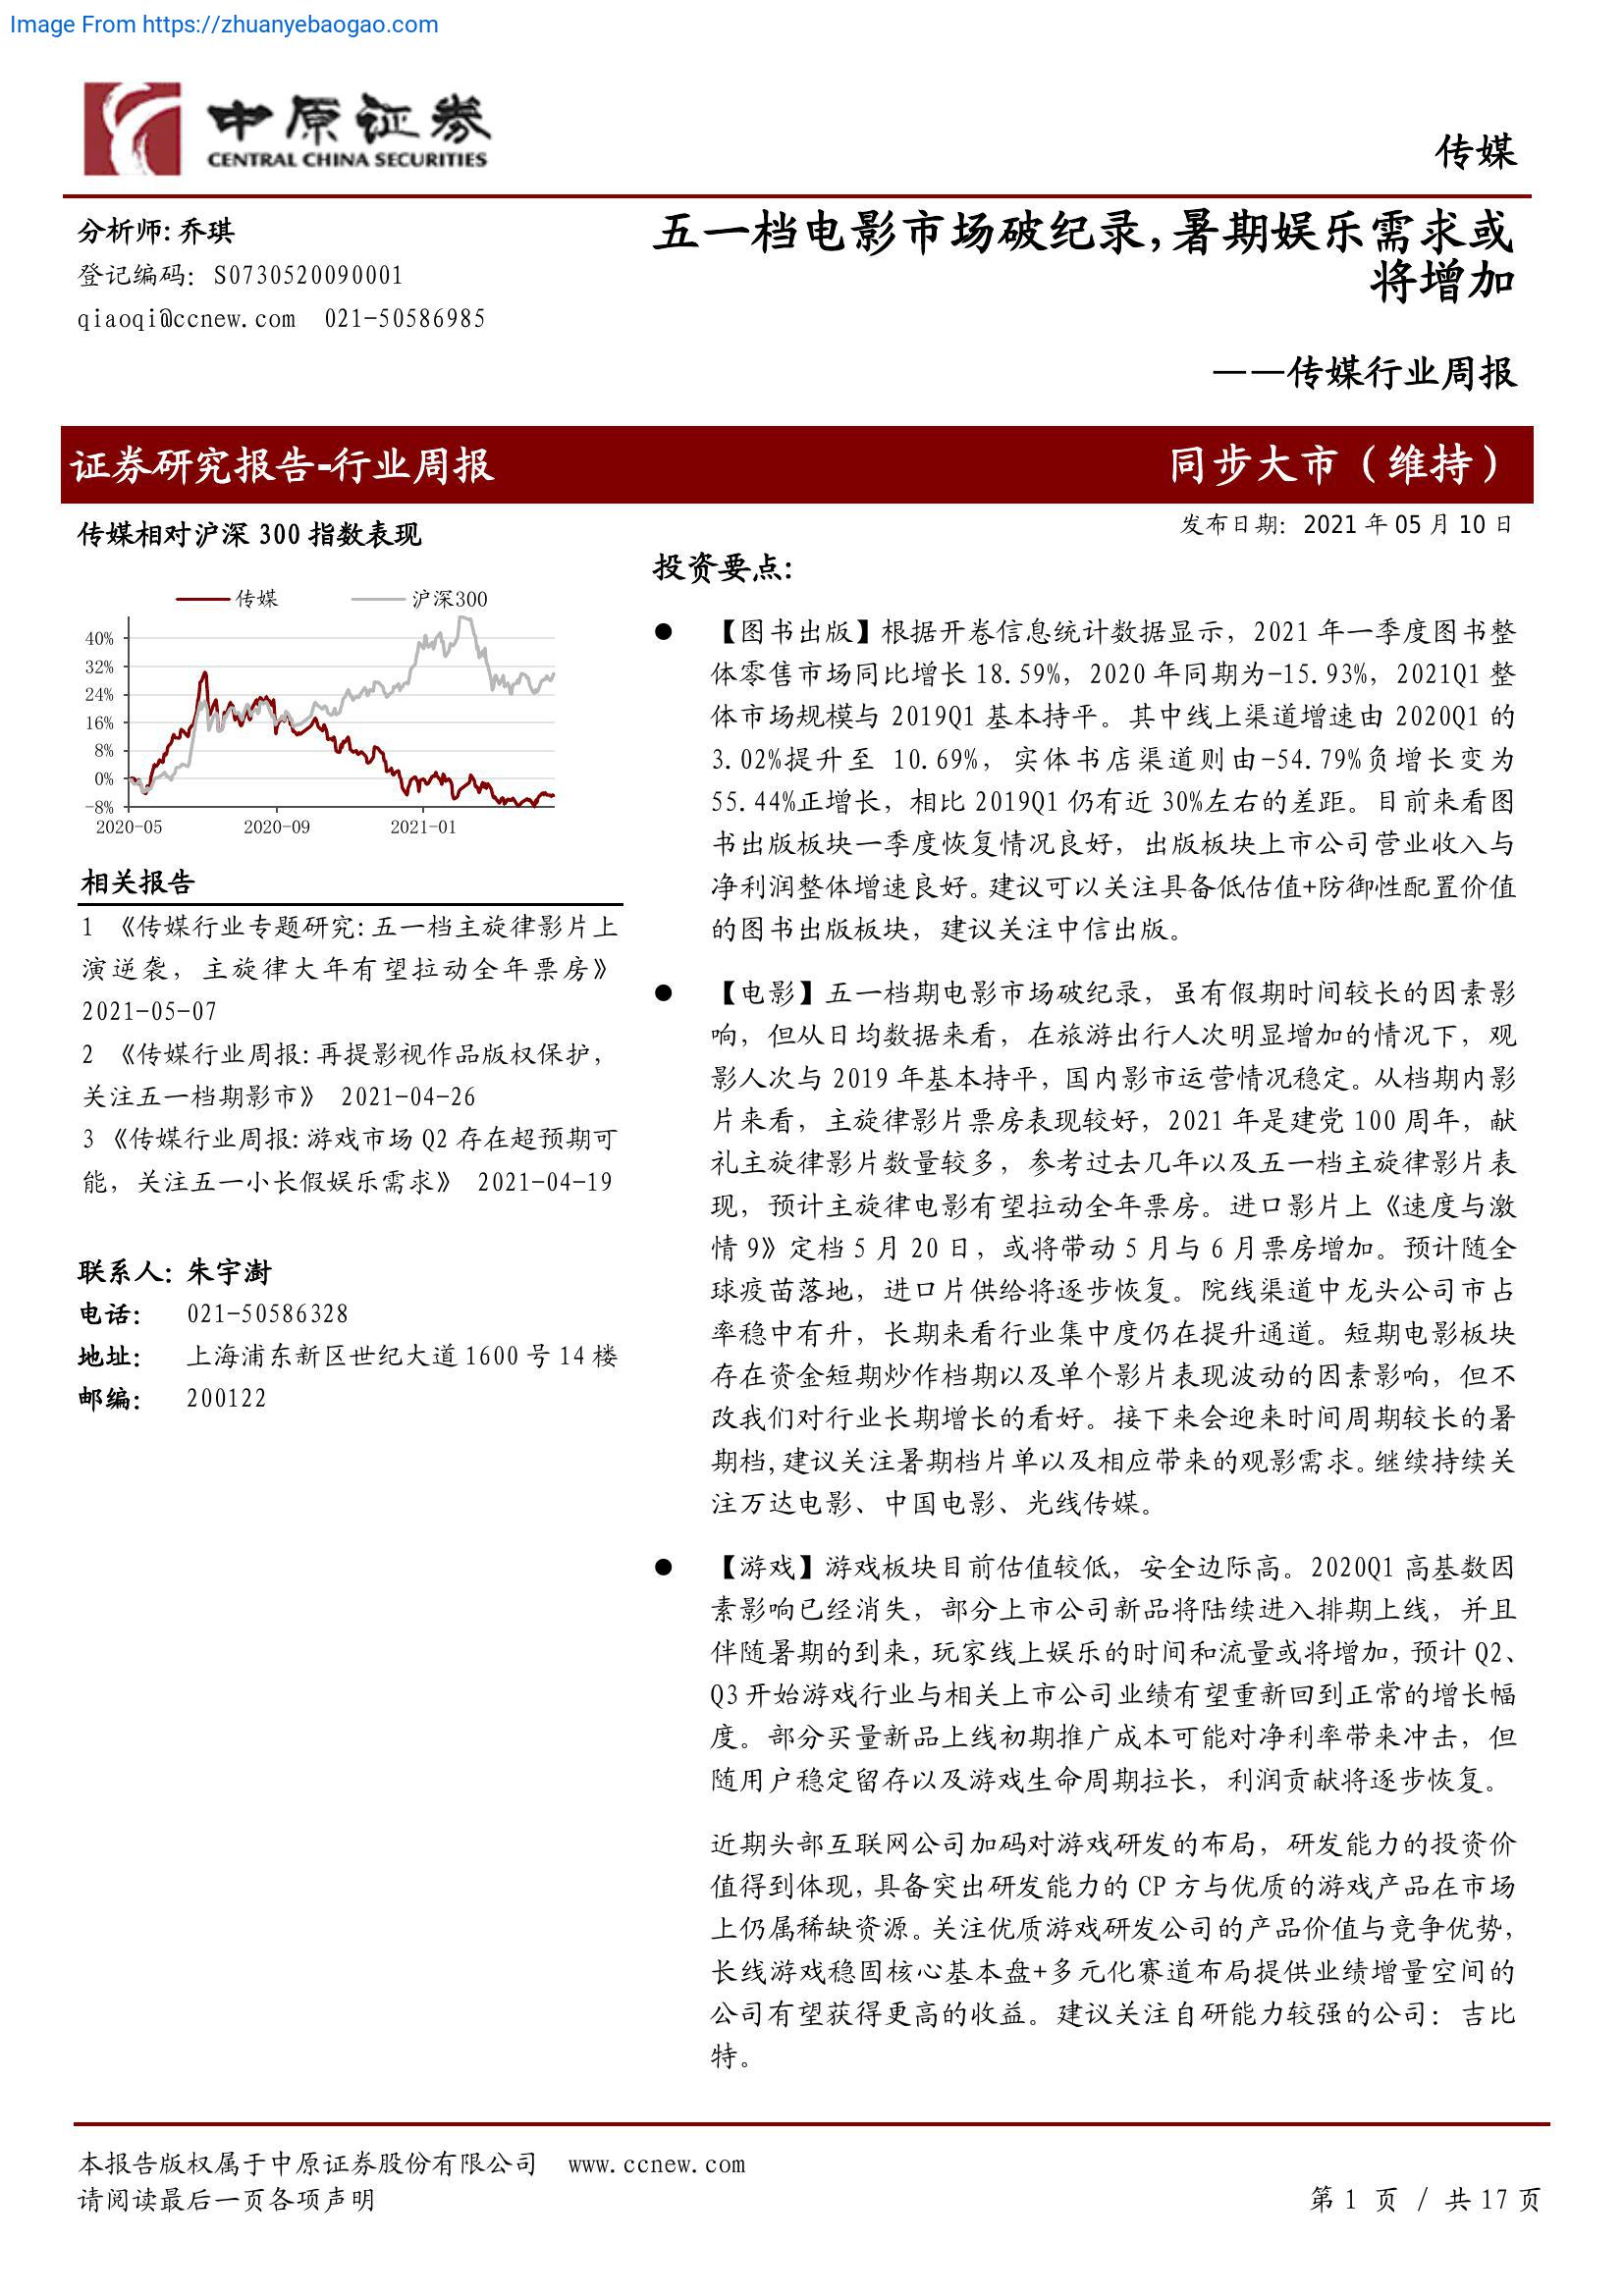 Image From https://zhuanyebaogao.com
中原证券
CENTRAL CHINA SECURITIES
传媒
分析师:乔琪
登记编码：S0730520090001
qiaoqi@ccnew.com 021-50586985
五一档电影市场破纪录,暑期娱乐需求或
将增加
——传媒行业周报
证券研究报告-行业周报
同步大市（维持）
传媒相对沪深 300 指数表现
发布日期：2021 年 05 月 10 日
传媒
沪深300
40%
32%
24%
16%
8%
0%
-8%
2020-05
2020-09
2021-01
相关报告
1 《传媒行业专题研究:五一档主旋律影片上
演逆袭，主旋律大年有望拉动全年票房》
2021-05-07
2 《传媒行业周报:再提影视作品版权保护，
关注五一档期影市》 2021-04-26
3 《传媒行业周报:游戏市场 Q2 存在超预期可
能，关注五一小长假娱乐需求》 2021-04-19
联系人: 朱宇澍
电话： 021-50586328
地址： 上海浦东新区世纪大道 1600 号 14 楼
邮编： 200122
投资要点:
● 【图书出版】根据开卷信息统计数据显示，2021 年一季度图书整
体零售市场同比增长 18.59%，2020 年同期为-15.93%，2021Q1 整
体市场规模与 2019Q1 基本持平。其中线上渠道增速由 2020Q1 的
3.02%提升至 10.69%，实体书店渠道则由-54.79%负增长变为
55.44%正增长，相比 2019Q1 仍有近 30%左右的差距。目前来看图
书出版板块一季度恢复情况良好，出版板块上市公司营业收入与
净利润整体增速良好。建议可以关注具备低估值+防御性配置价值
的图书出版板块，建议关注中信出版。
● 【电影】五一档期电影市场破纪录，虽有假期时间较长的因素影
响，但从日均数据来看，在旅游出行人次明显增加的情况下，观
影人次与 2019 年基本持平，国内影市运营情况稳定。从档期内影
片来看，主旋律影片票房表现较好，2021 年是建党 100 周年，献
礼主旋律影片数量较多，参考过去几年以及五一档主旋律影片表
现，预计主旋律电影有望拉动全年票房。进口影片上《速度与激
情 9》定档 5 月 20 日，或将带动 5 月与 6 月票房增加。预计随全
球疫苗落地，进口片供给将逐步恢复。院线渠道中龙头公司市占
率稳中有升，长期来看行业集中度仍在提升通道。短期电影板块
存在资金短期炒作档期以及单个影片表现波动的因素影响，但不
改我们对行业长期增长的看好。接下来会迎来时间周期较长的暑
期档,建议关注暑期档片单以及相应带来的观影需求。继续持续关
注万达电影、中国电影、光线传媒。
● 【游戏】游戏板块目前估值较低，安全边际高。2020Q1 高基数因
素影响已经消失，部分上市公司新品将陆续进入排期上线，并且
伴随暑期的到来,玩家线上娱乐的时间和流量或将增加,预计 Q2、
Q3 开始游戏行业与相关上市公司业绩有望重新回到正常的增长幅
度。部分买量新品上线初期推广成本可能对净利率带来冲击，但
随用户稳定留存以及游戏生命周期拉长，利润贡献将逐步恢复。
近期头部互联网公司加码对游戏研发的布局，研发能力的投资价
值得到体现,具备突出研发能力的 CP 方与优质的游戏产品在市场
上仍属稀缺资源。关注优质游戏研发公司的产品价值与竞争优势，
长线游戏稳固核心基本盘+多元化赛道布局提供业绩增量空间的
公司有望获得更高的收益。建议关注自研能力较强的公司：吉比
特。
本报告版权属于中原证券股份有限公司 www.ccnew.com
请阅读最后一页各项声明
第 1 页 / 共 17 页